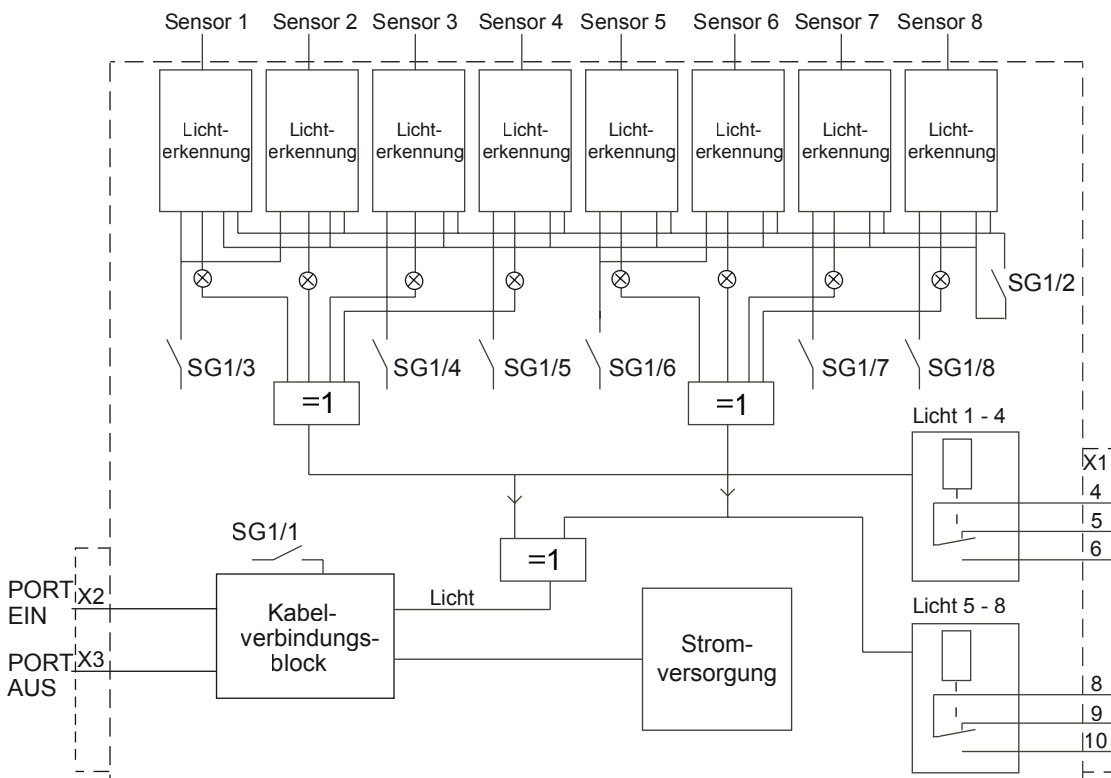 Sensor 1 Sensor 2 Sensor 3 Sensor 4 Sensor 5 Sensor 6 Sensor 7 Sensor 8
Licht- Licht- Licht- Licht- Licht- Licht- Licht- Licht-
erkennung erkennung erkennung erkennung erkennung erkennung erkennung erkennung
SG1/2
SG1/3 SG1/4 SG1/5 SG1/6 SG1/7 SG1/8
=1 =1
Licht 1 - 4
X1
4
5
6
SG1/1
=1
PORT
EIN
X2
Licht
Kabel-
verbindungs-
block
Strom-
versorgung
Licht 5 - 8
PORT
AUS
X3
8
9
10